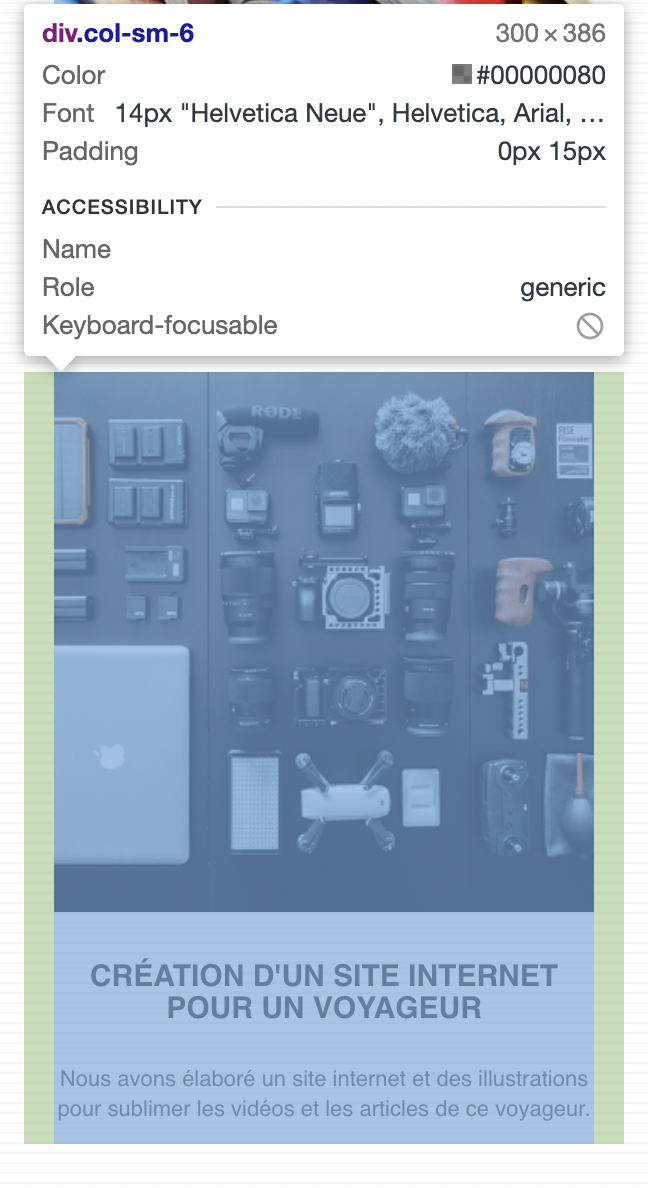 div.col-sm-6 300 × 386
Color #00000080
Font 14px "Helvetica Neue", Helvetica, Arial, …
Padding 0px 15px
ACCESSIBILITY
Name
Role generic
Keyboard-focusable
RØDE
RISE
Filmmaker
CRÉATION D'UN SITE INTERNET
POUR UN VOYAGEUR
Nous avons élaboré un site internet et des illustrations
pour sublimer les vidéos et les articles de ce voyageur.